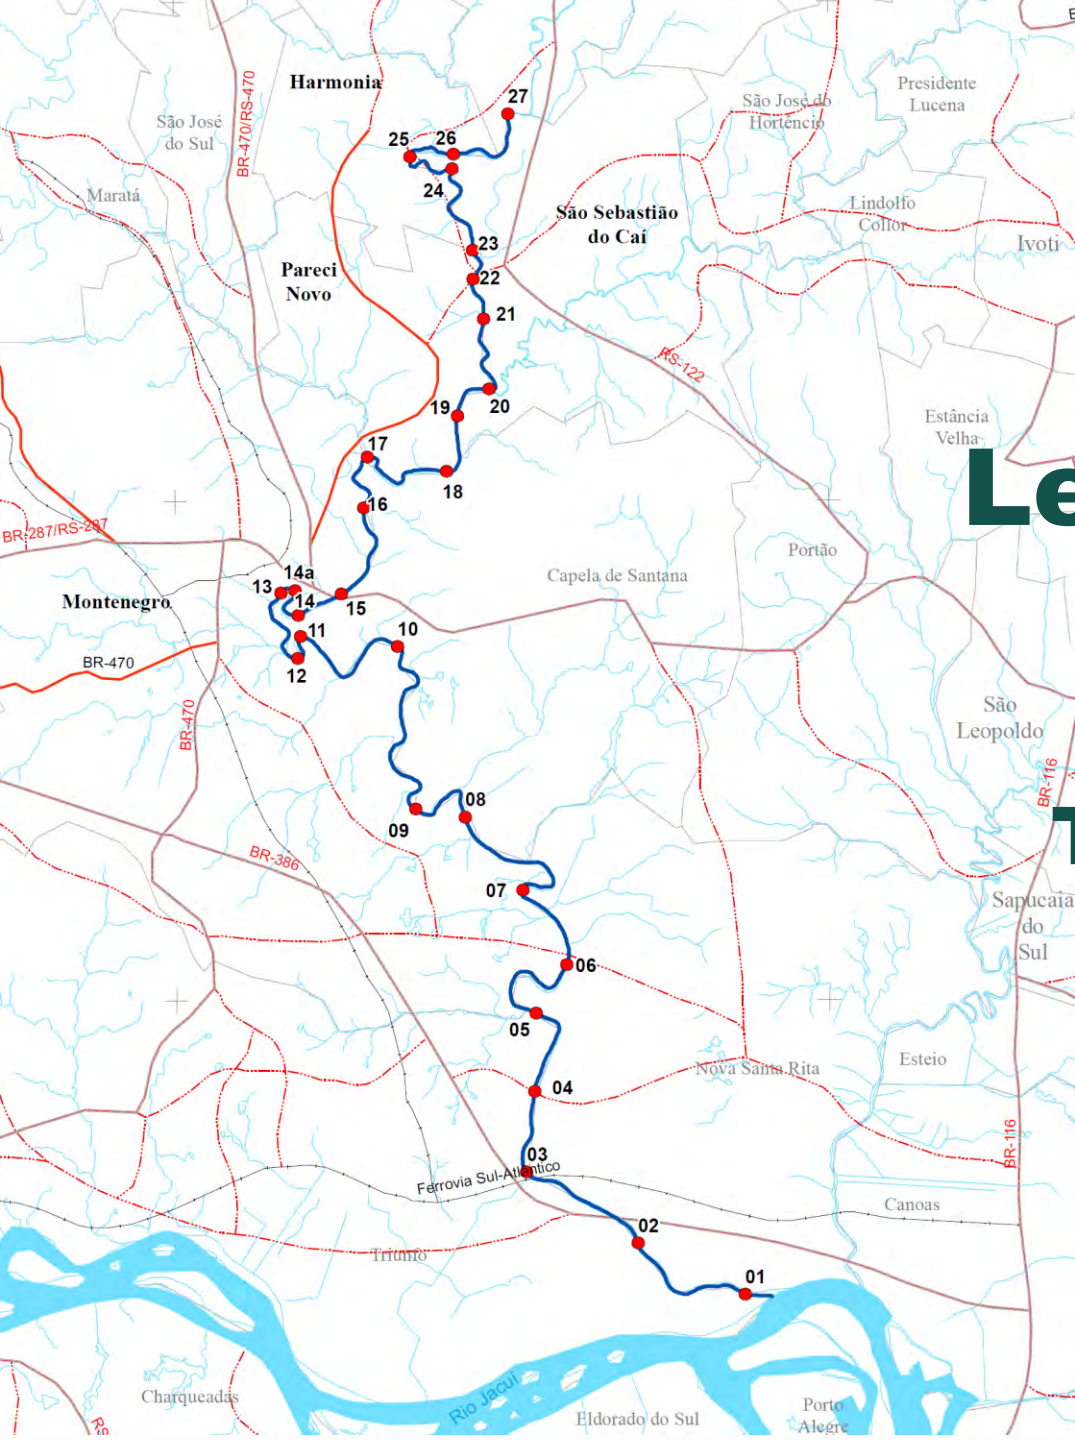 Harmonia
27
Presidente
Lucena
São José do
Hortêncio
São José
do Sul
BR-470/RS-470
25
26
24
Maratá
São Sebastião
do Caí
Lindolfo
Collor
Ivoti
23
22
Pareci
Novo
21
RS-122
20
19
Estância
Velha
Le
17
18
16
BR-287/RS-287
Portão
Capela de Santana
14a
13
14
15
Montenegro
11
10
12
BR-470
BR-470
São
Leopoldo
BR-116
08
09
T
BR-386
07
Sapucaia
do
Sul
06
05
Esteio
Nova Santa Rita
04
BR-116
03
Ferrovia Sul-Atlântico
Canoas
02
Triunfo
01
Charqueadas
Rio Jacuí
Eldorado do Sul
Porto
Alegre
RS